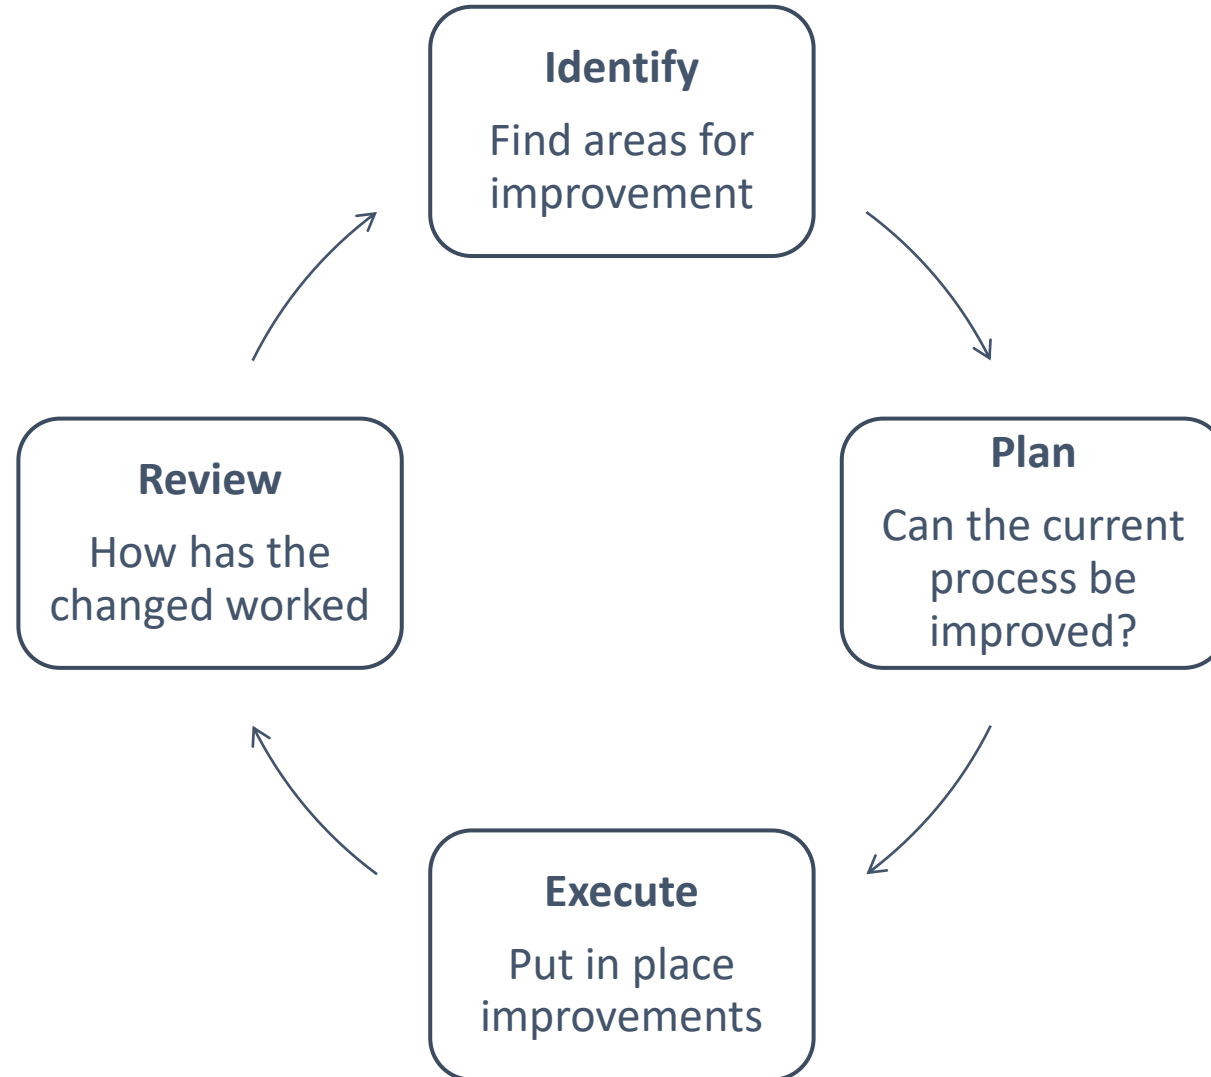 Identify
Find areas for
improvement
Plan
Can the current
process be
improved?
Execute
Put in place
improvements
Review
How has the
changed worked